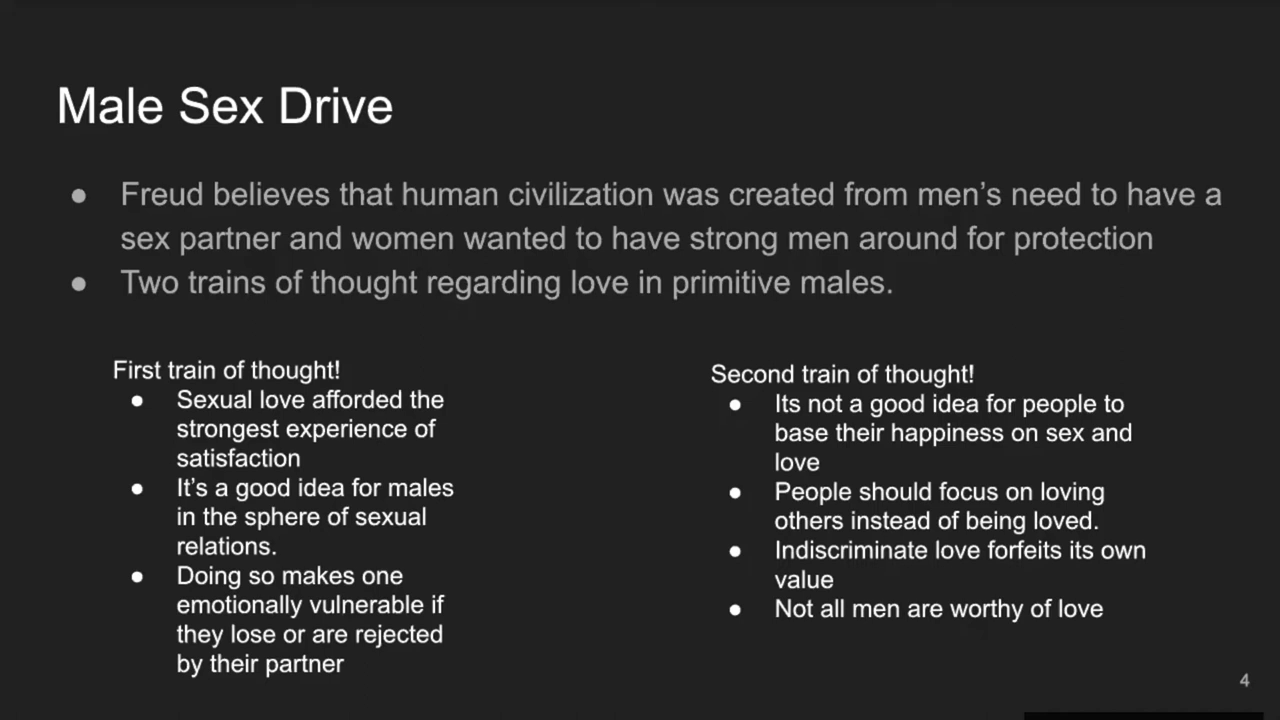 Male Sex Drive
● Freud believes that human civilization was created from men’s need to have a
sex partner and women wanted to have strong men around for protection
● Two trains of thought regarding love in primitive males.
First train of thought!
● Sexual love afforded the
strongest experience of
satisfaction
● It’s a good idea for males
in the sphere of sexual
relations.
● Doing so makes one
emotionally vulnerable if
they lose or are rejected
by their partner
Second train of thought!
● Its not a good idea for people to
base their happiness on sex and
love
● People should focus on loving
others instead of being loved.
● Indiscriminate love forfeits its own
value
● Not all men are worthy of love
4